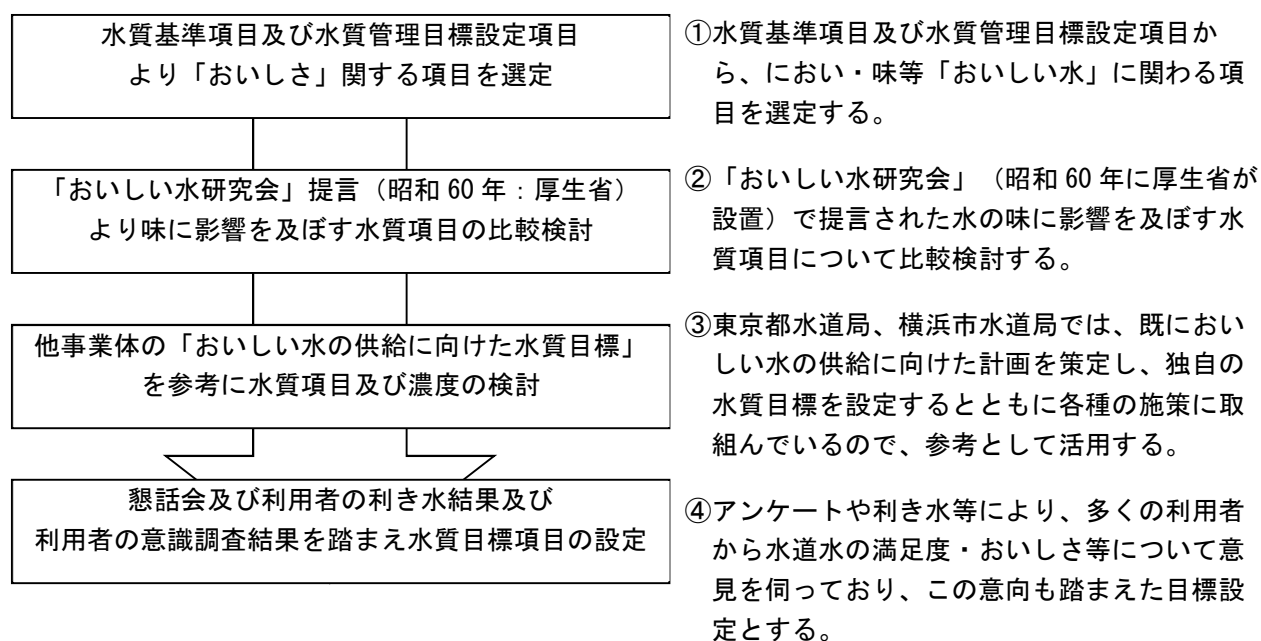 水質基準項目及び水質管理目標設定項目
より「おいしさ」関する項目を選定
①水質基準項目及び水質管理目標設定項目か
ら、におい・味等「おいしい水」に関わる項
目を選定する。
「おいしい水研究会」提言（昭和 60 年：厚生省）
より味に影響を及ぼす水質項目の比較検討
②「おいしい水研究会」（昭和 60 年に厚生省が
設置）で提言された水の味に影響を及ぼす水
質項目について比較検討する。
他事業体の「おいしい水の供給に向けた水質目標」
を参考に水質項目及び濃度の検討
③東京都水道局、横浜市水道局では、既におい
しい水の供給に向けた計画を策定し、独自の
水質目標を設定するとともに各種の施策に取
組んでいるので、参考として活用する。
懇話会及び利用者の利き水結果及び
利用者の意識調査結果を踏まえ水質目標項目の設定
④アンケートや利き水等により、多くの利用者
から水道水の満足度・おいしさ等について意
見を伺っており、この意向も踏まえた目標設
定とする。